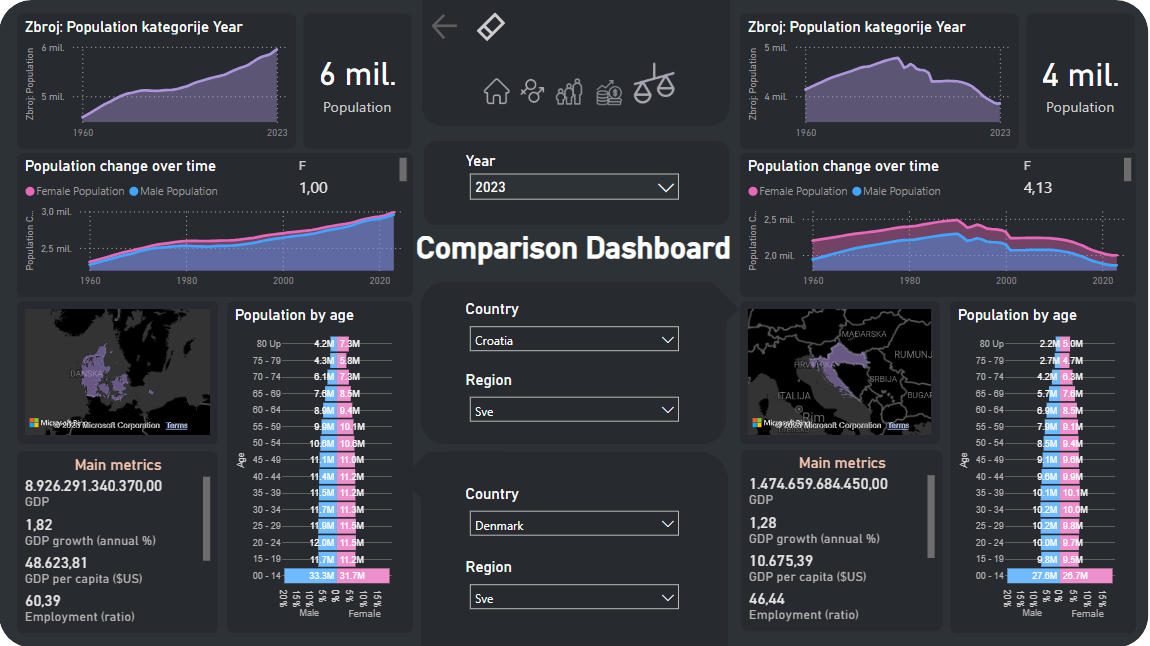 Zbroj: Population kategorije Year
Zbroj: Population
6 mil.
5 mil.
1960
2023
6 mil.
Population
Population change over time
F
1,00
Female Population
Male Population
Population C...
3,0 mil.
2,5 mil.
1960
1980
2000
2020
DANSKA
Microsoft Bing
© 2023 Microsoft Corporation
Terms
Main metrics
8.926.291.340.370,00
GDP
1,82
GDP growth (annual %)
48.623,81
GDP per capita ($US)
60,39
Employment (ratio)
Population by age
Age
80 Up 4.2M 7.3M
75 - 79 4.3M 5.8M
70 - 74 6.1M 7.3M
65 - 69 7.6M 8.5M
60 - 64 8.9M 9.4M
55 - 59 9.9M 10.1M
50 - 54 10.6M 10.6M
45 - 49 11.1M 11.0M
40 - 44 11.4M 11.2M
35 - 39 11.5M 11.2M
30 - 34 11.7M 11.3M
25 - 29 11.9M 11.5M
20 - 24 12.0M 11.5M
15 - 19 11.7M 11.2M
00 - 14 33.3M 31.7M
20% 15% 10% 5% 0% 5% 10% 15%
Male Female
Year
2023
Comparison Dashboard
Country
Croatia
Region
Sve
Country
Denmark
Region
Sve
Zbroj: Population kategorije Year
Zbroj: Population
5 mil.
4 mil.
1960
2023
4 mil.
Population
Population change over time
F
4,13
Female Population
Male Population
Population C...
2,5 mil.
2,0 mil.
1960
1980
2000
2020
MAĐARSKA
HRVATSKA
RUMUNJ
SRBIJA
ITALIJA
BUGAR
Rim
Terms
Main metrics
1.474.659.684.450,00
GDP
1,28
GDP growth (annual %)
10.675,39
GDP per capita ($US)
46,44
Employment (ratio)
Population by age
Age
80 Up 2.2M 5.0M
75 - 79 2.7M 4.7M
70 - 74 4.2M 6.3M
65 - 69 5.7M 7.6M
60 - 64 6.9M 8.5M
55 - 59 7.9M 9.1M
50 - 54 8.5M 9.4M
45 - 49 9.1M 9.6M
40 - 44 9.6M 9.9M
35 - 39 10.1M 10.1M
30 - 34 10.2M 10.0M
25 - 29 10.2M 9.8M
20 - 24 10.0M 9.7M
15 - 19 9.8M 9.5M
00 - 14 27.6M 26.7M
20% 15% 10% 5% 0% 5% 10% 15%
Male Female